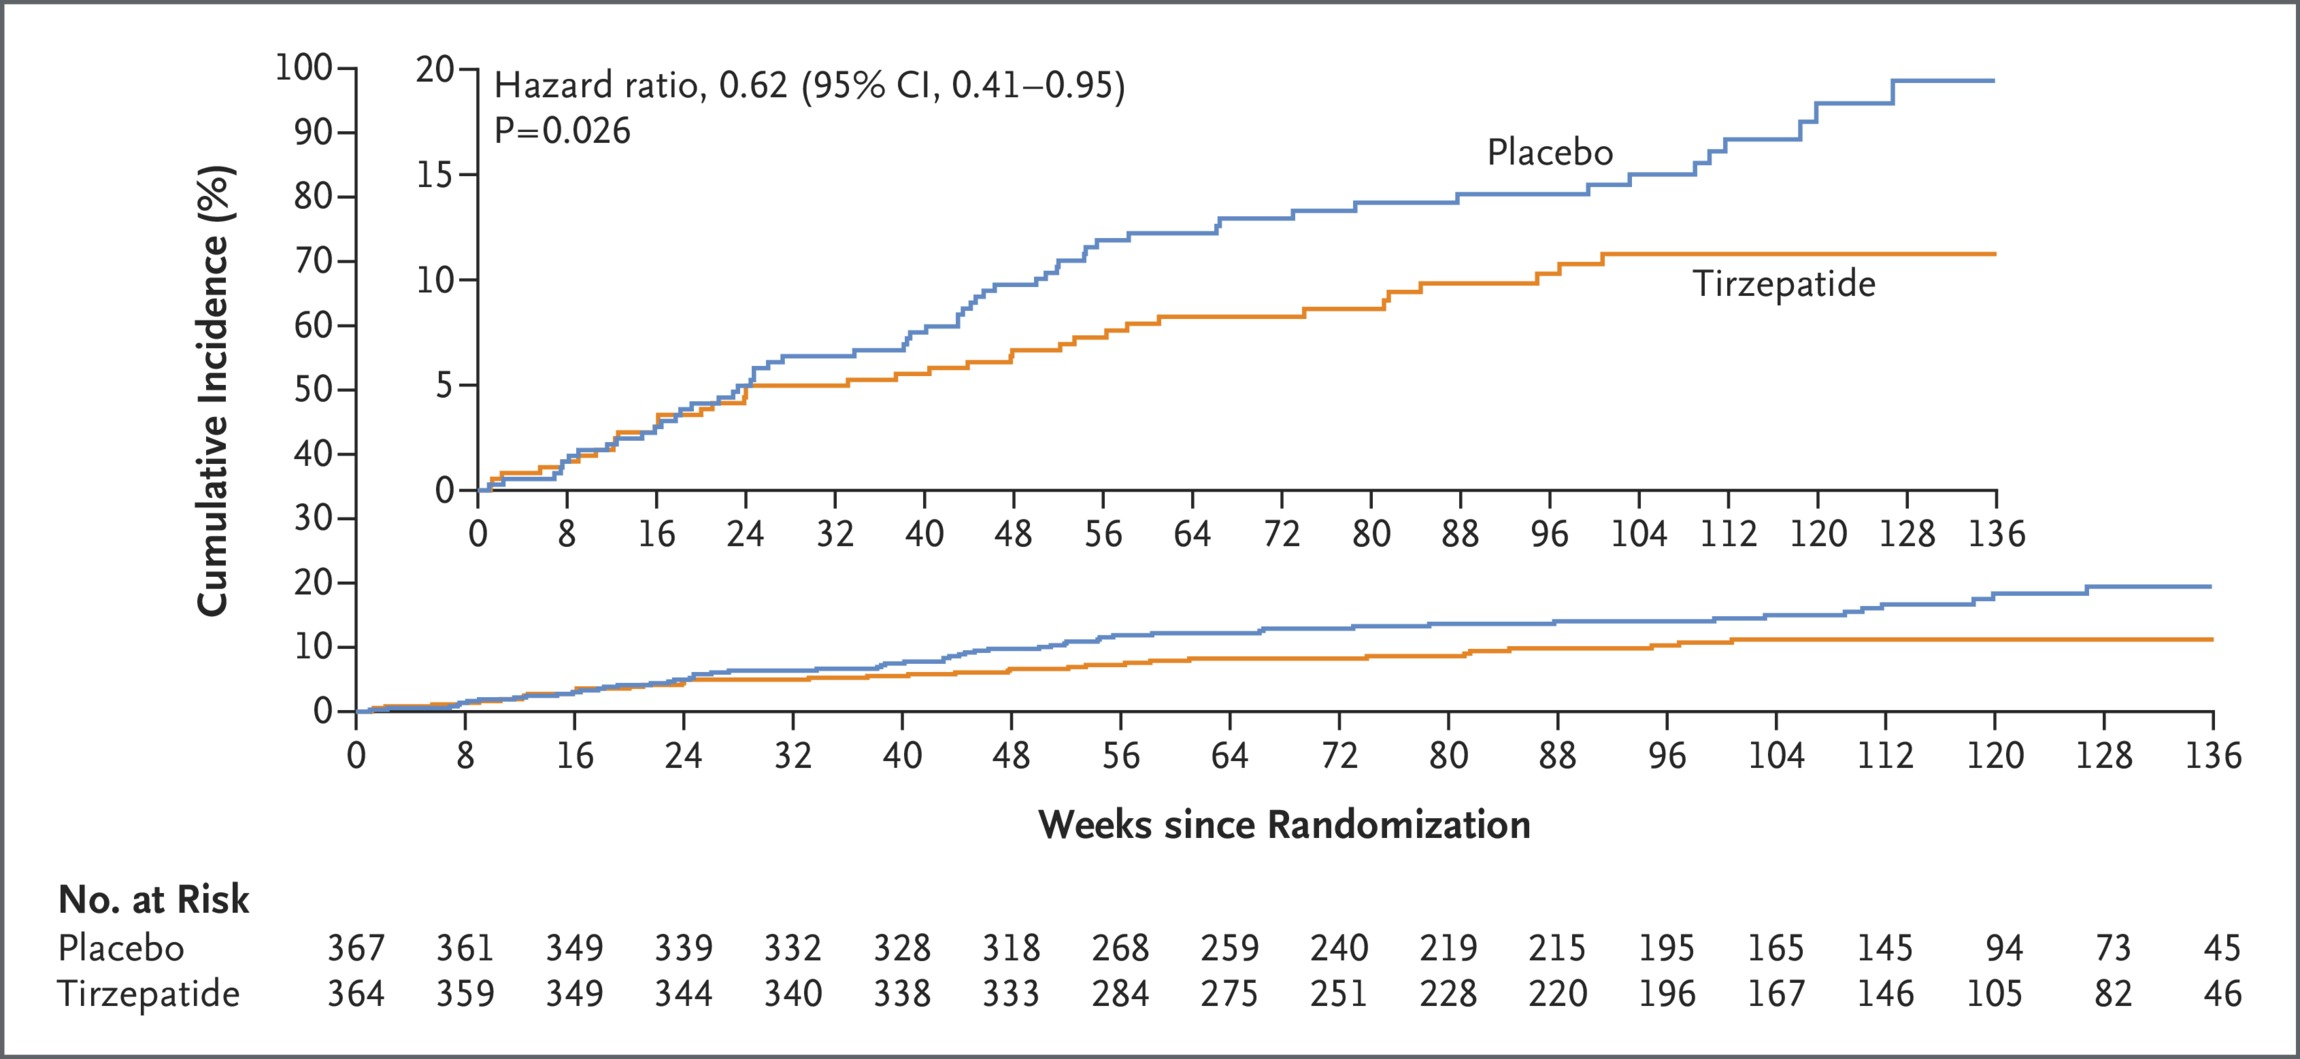 100
90
80
70
60
50
40
30
20
10
0
Cumulative Incidence (%)
20
15
10
5
0
Hazard ratio, 0.62 (95% CI, 0.41–0.95)
P=0.026
Placebo
Tirzepatide
0 8 16 24 32 40 48 56 64 72 80 88 96 104 112 120 128 136
0 8 16 24 32 40 48 56 64 72 80 88 96 104 112 120 128 136
Weeks since Randomization
No. at Risk
Placebo 367 361 349 339 332 328 318 268 259 240 219 215 195 165 145 94 73 45
Tirzepatide 364 359 349 344 340 338 333 284 275 251 228 220 196 167 146 105 82 46